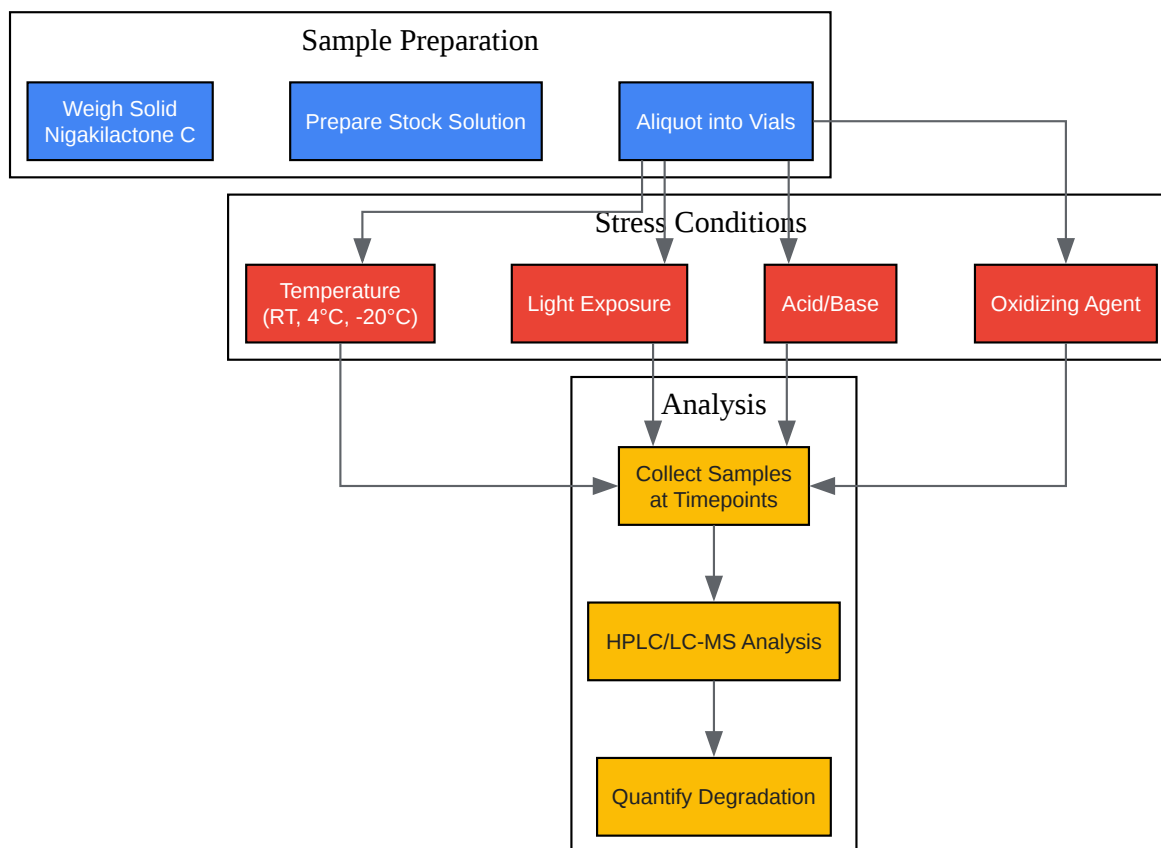 Sample Preparation
Weigh Solid
Nigakilactone C
Prepare Stock Solution
Aliquot into Vials
Stress Conditions
Temperature
(RT, 4°C, -20°C)
Light Exposure
Acid/Base
Oxidizing Agent
Analysis
Collect Samples
at Timepoints
HPLC/LC-MS Analysis
Quantify Degradation